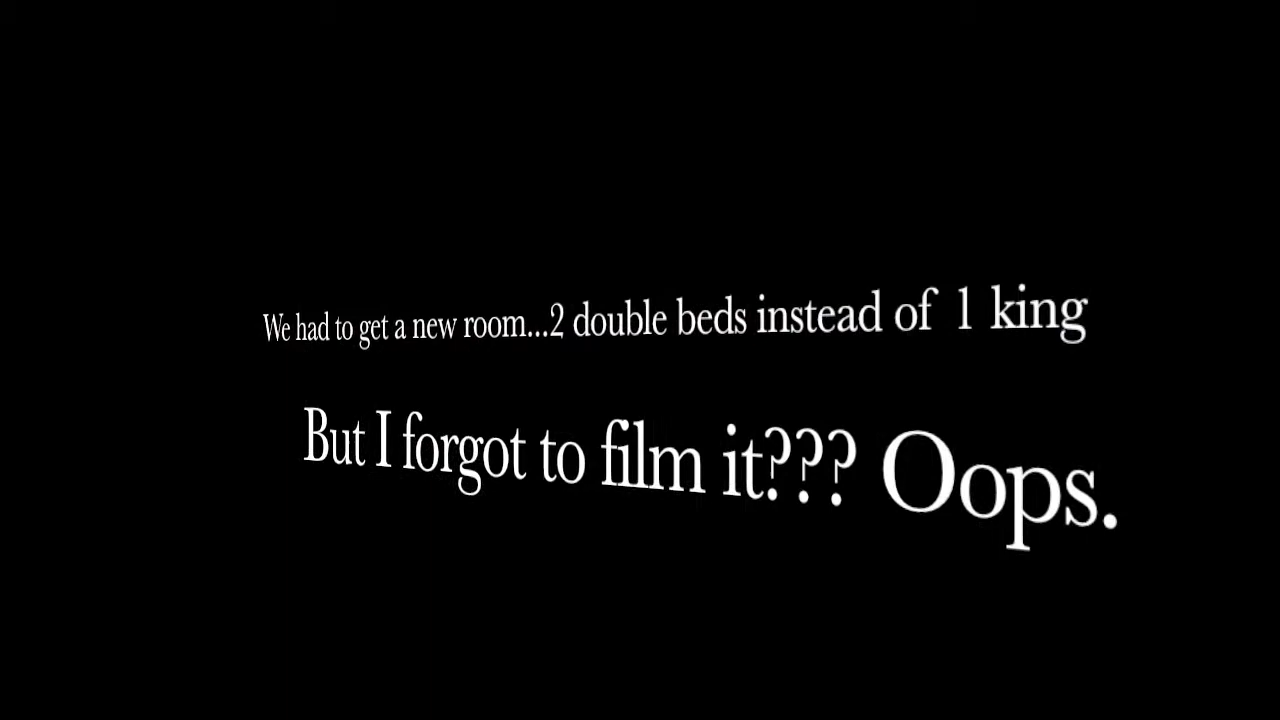 We had to get a new room...2 double beds instead of 1 king
But I forgot to film it??? Oops.